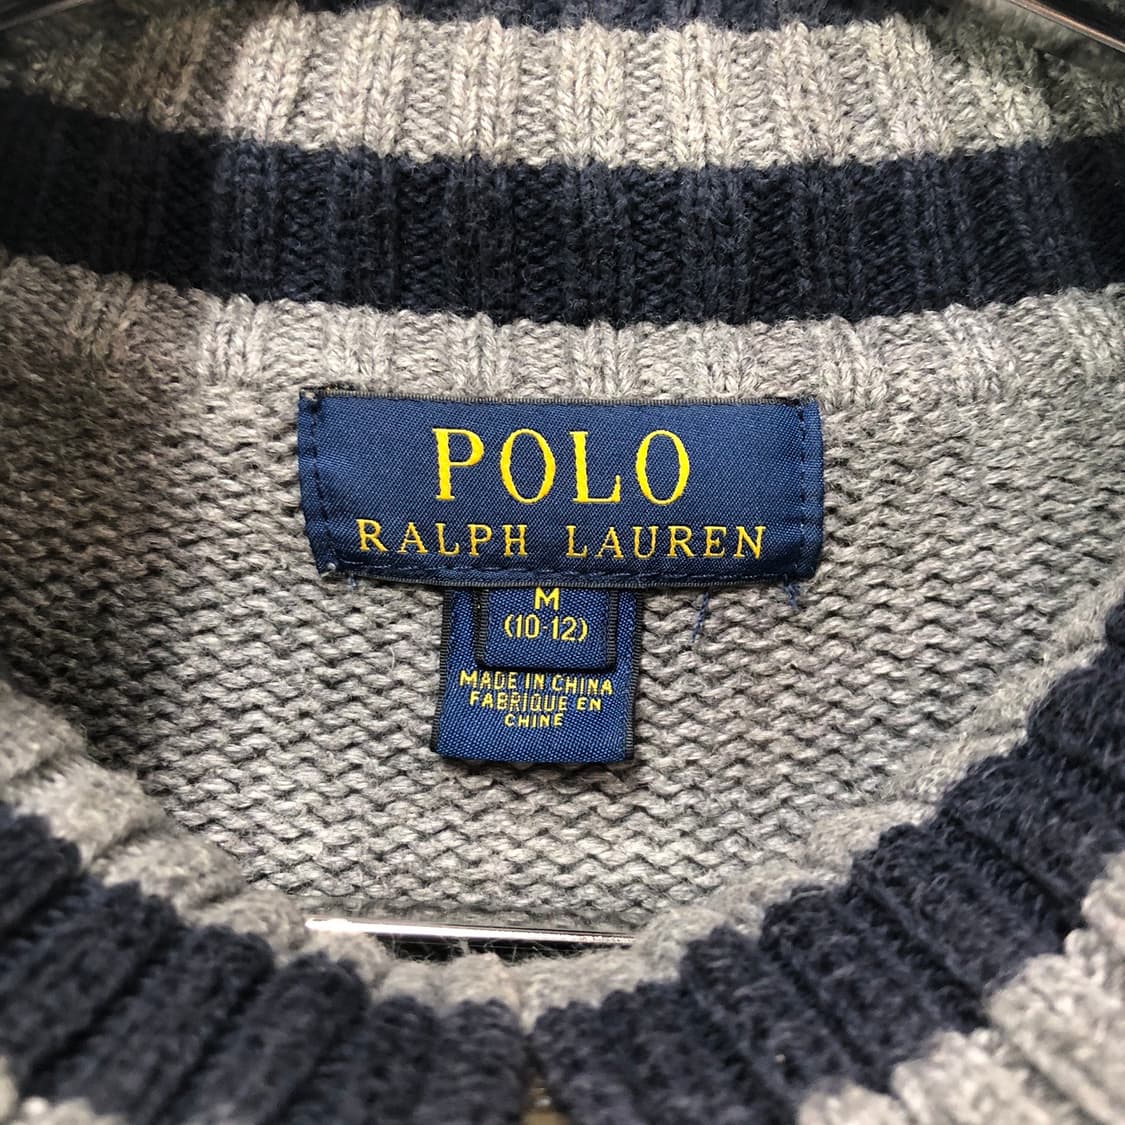 POLO
RALPH LAUREN
M
(10-12)
MADE IN CHINA
FABRIQUE EN
CHINE